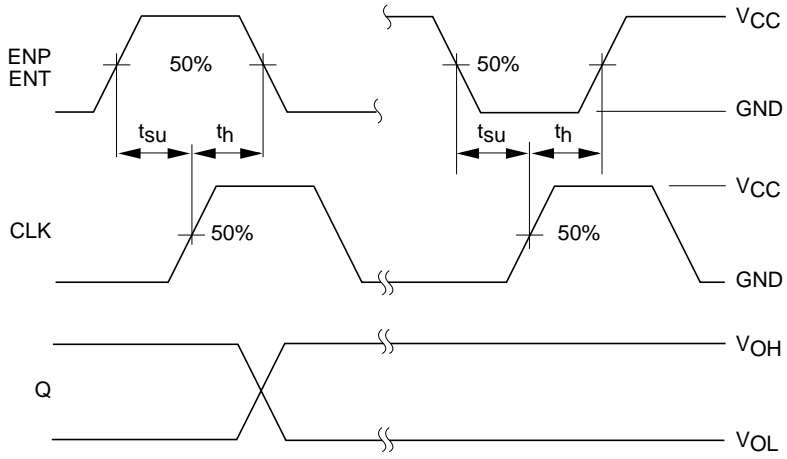 ENP
ENT
50%
50%
VCC
GND
tsu
th
tsu
th
CLK
50%
50%
VCC
GND
Q
VOH
VOL